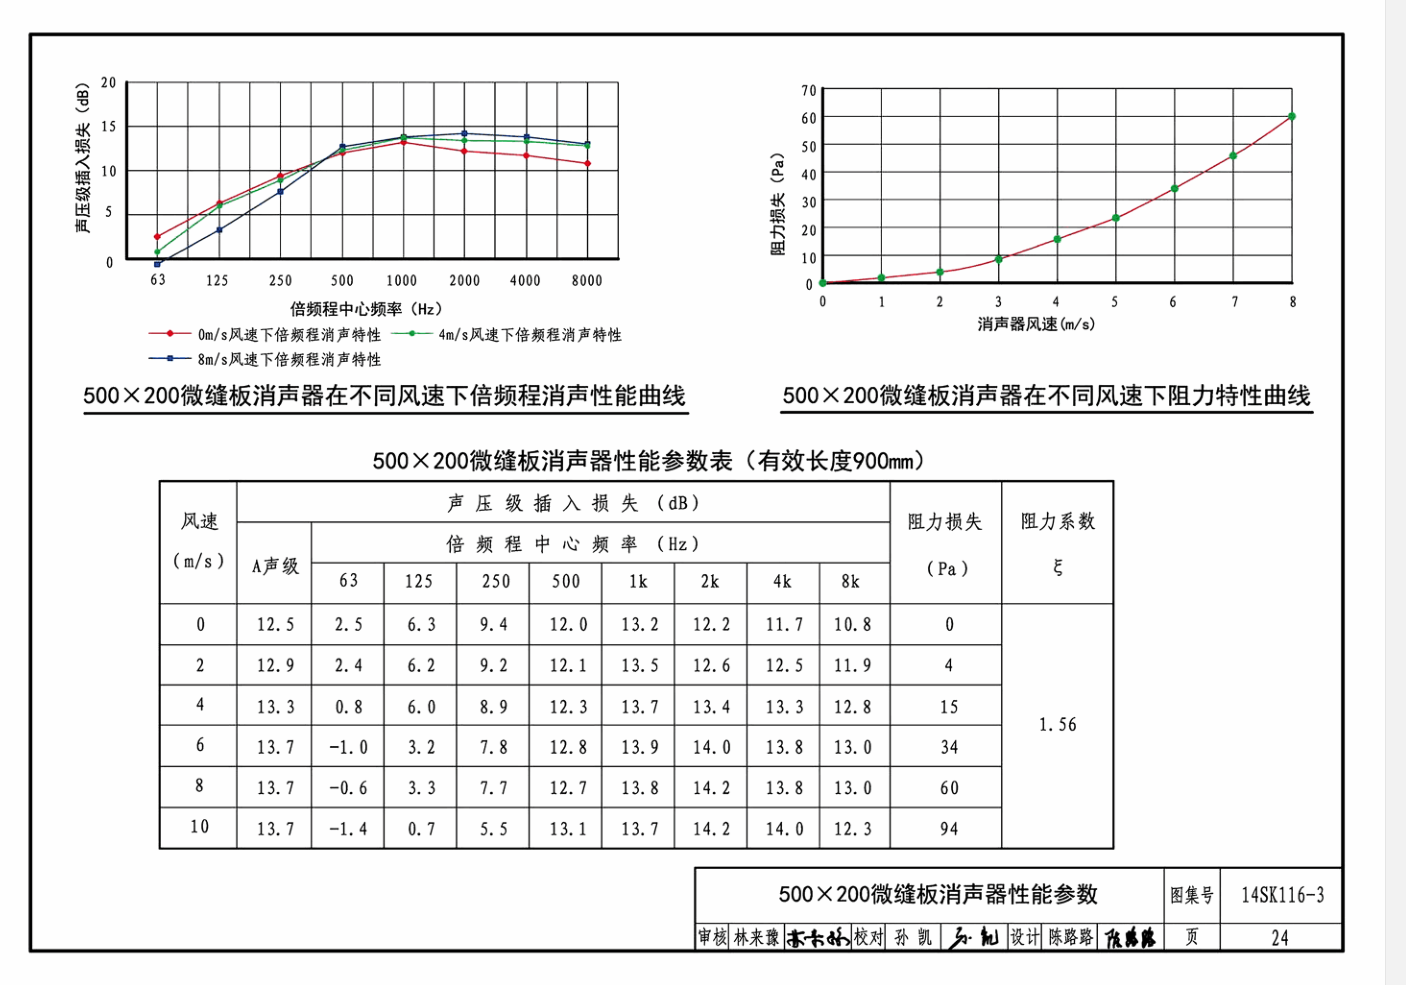 声压级插入损失（dB）
20
15
10
5
0
63 125 250 500 1000 2000 4000 8000
倍频程中心频率（Hz）
0m/s风速下倍频程消声特性 4m/s风速下倍频程消声特性
8m/s风速下倍频程消声特性
500×200微缝板消声器在不同风速下倍频程消声性能曲线
阻力损失（Pa）
70
60
50
40
30
20
10
0
0 1 2 3 4 5 6 7 8
消声器风速(m/s)
500×200微缝板消声器在不同风速下阻力特性曲线
500×200微缝板消声器性能参数表（有效长度900mm）
风速 声压级插入损失（dB） 阻力损失 阻力系数
（m/s） A声级 倍频程中心频率（Hz） （Pa） ξ
63 125 250 500 1k 2k 4k 8k
0 12.5 2.5 6.3 9.4 12.0 13.2 12.2 11.7 10.8 0
2 12.9 2.4 6.2 9.2 12.1 13.5 12.6 12.5 11.9 4
4 13.3 0.8 6.0 8.9 12.3 13.7 13.4 13.3 12.8 15
1.56
6 13.7 -1.0 3.2 7.8 12.8 13.9 14.0 13.8 13.0 34
8 13.7 -0.6 3.3 7.7 12.7 13.8 14.2 13.8 13.0 60
10 13.7 -1.4 0.7 5.5 13.1 13.7 14.2 14.0 12.3 94
500×200微缝板消声器性能参数 图集号 14SK116-3
审核 林来豫 校对 孙凯 孙凯 设计 陈路路 陈路路 页 24